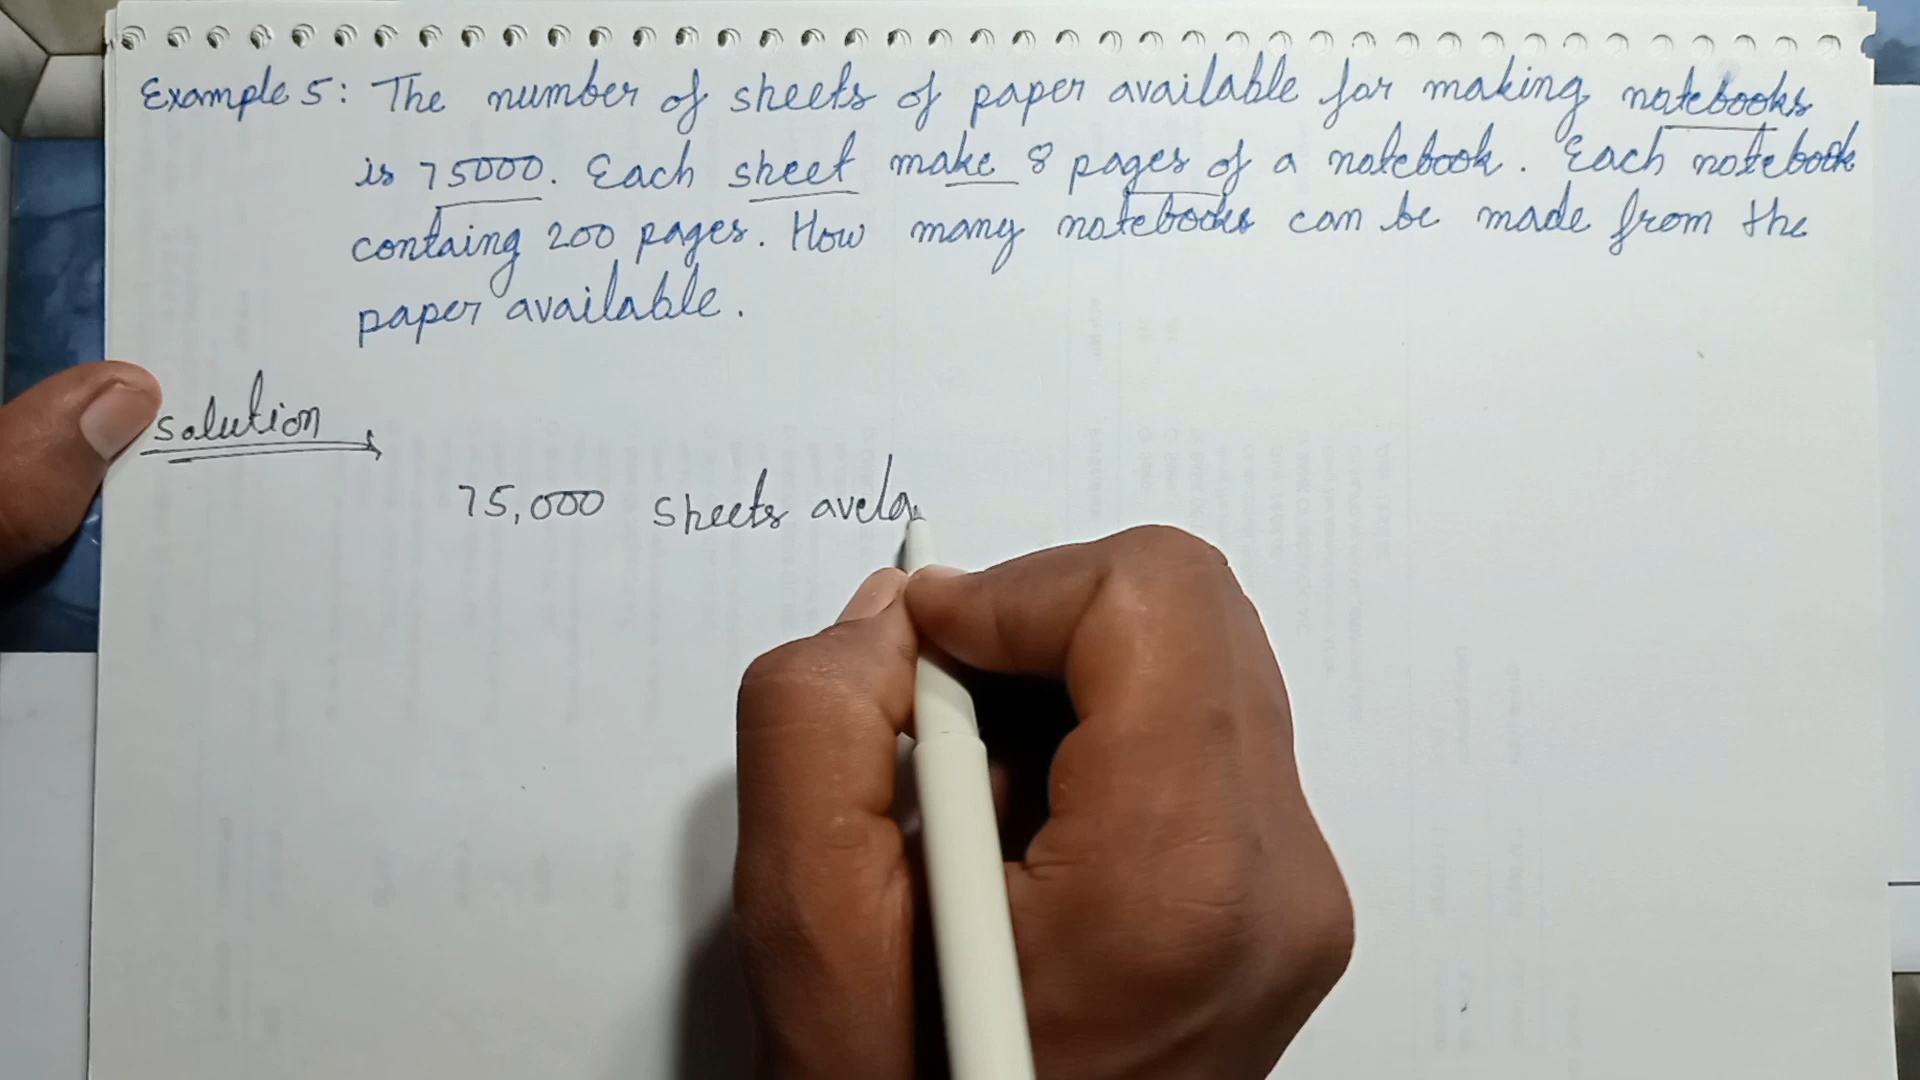 Example 5: The number of sheets of paper available for making notebooks
is 75000. Each sheet make 8 pages of a notebook. Each notebook
containg 200 pages. How many notebooks can be made from the
paper available.
Solution
75,000 Sheets avela